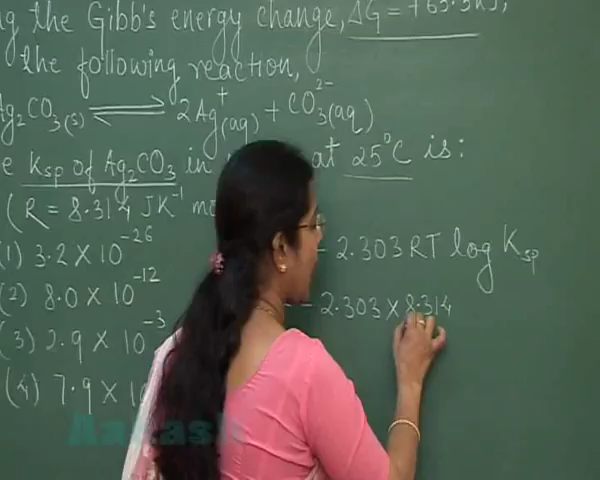 the Gibb's energy change, ΔG = +63.3 kJ,
the following reaction,
Ag₂CO₃(s) ⇌ 2Ag⁺(aq) + CO₃²⁻(aq)
Ksp of Ag₂CO₃ in at 25°C is:
(R = 8.314 JK⁻¹
(1) 3.2 × 10⁻²⁶
= 2.303 RT log Ksp
(2) 8.0 × 10⁻¹²
- 2.303 × 8.314
(3) 2.9 × 10⁻³
(4) 7.9 ×
Aakash